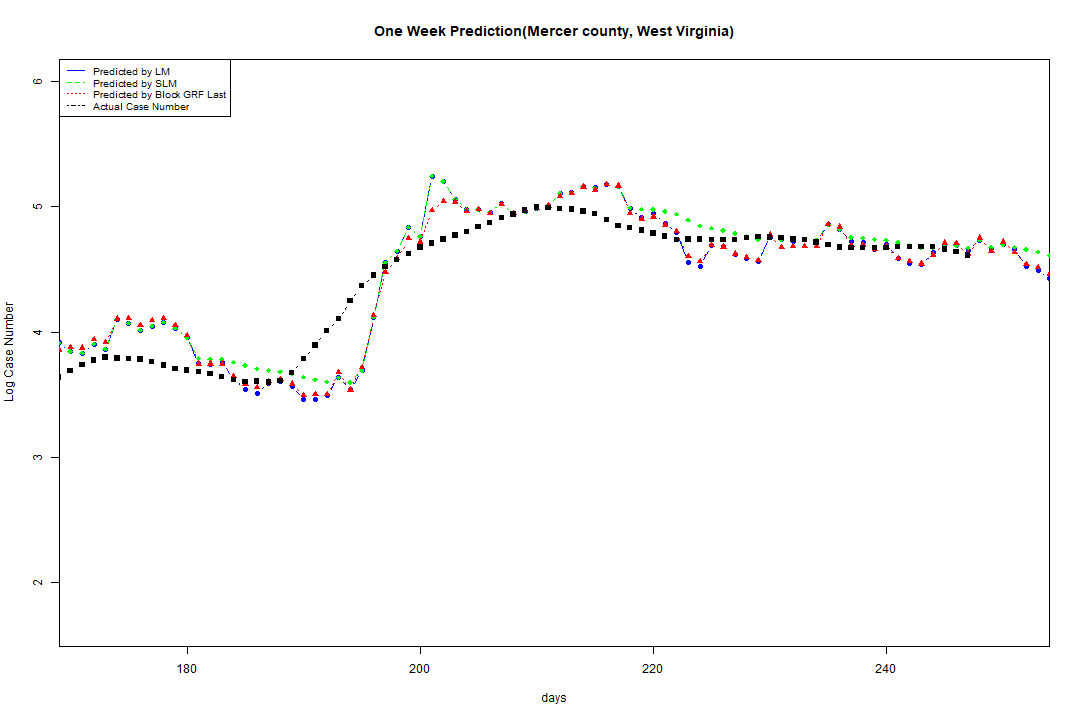 One Week Prediction(Mercer county, West Virginia)
Predicted by LM
Predicted by SLM
Predicted by Block GRF Last
Actual Case Number
6
5
4
3
2
Log Case Number
180
200
220
240
days